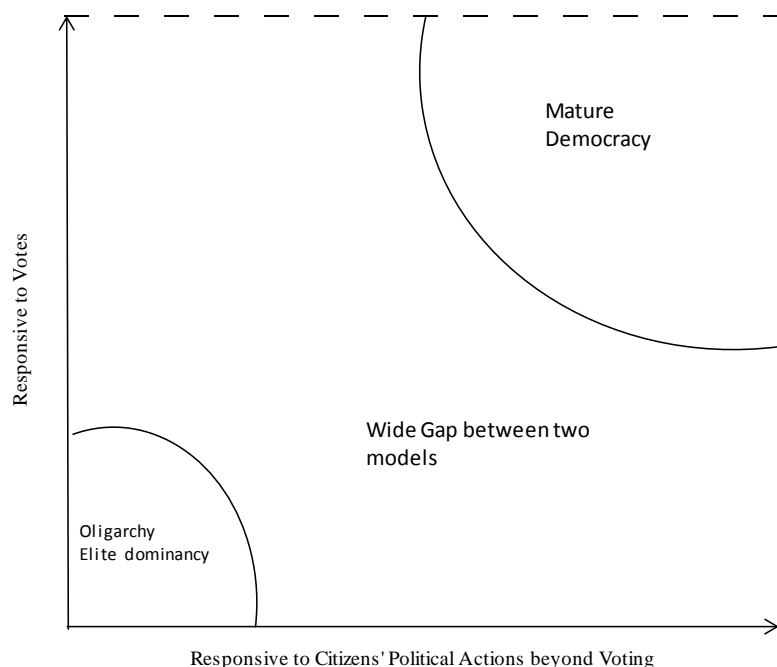 Mature
Democracy
Responsive to Votes
Wide Gap between two
models
Oligarchy
Elite dominancy
Responsive to Citizens' Political Actions beyond Voting